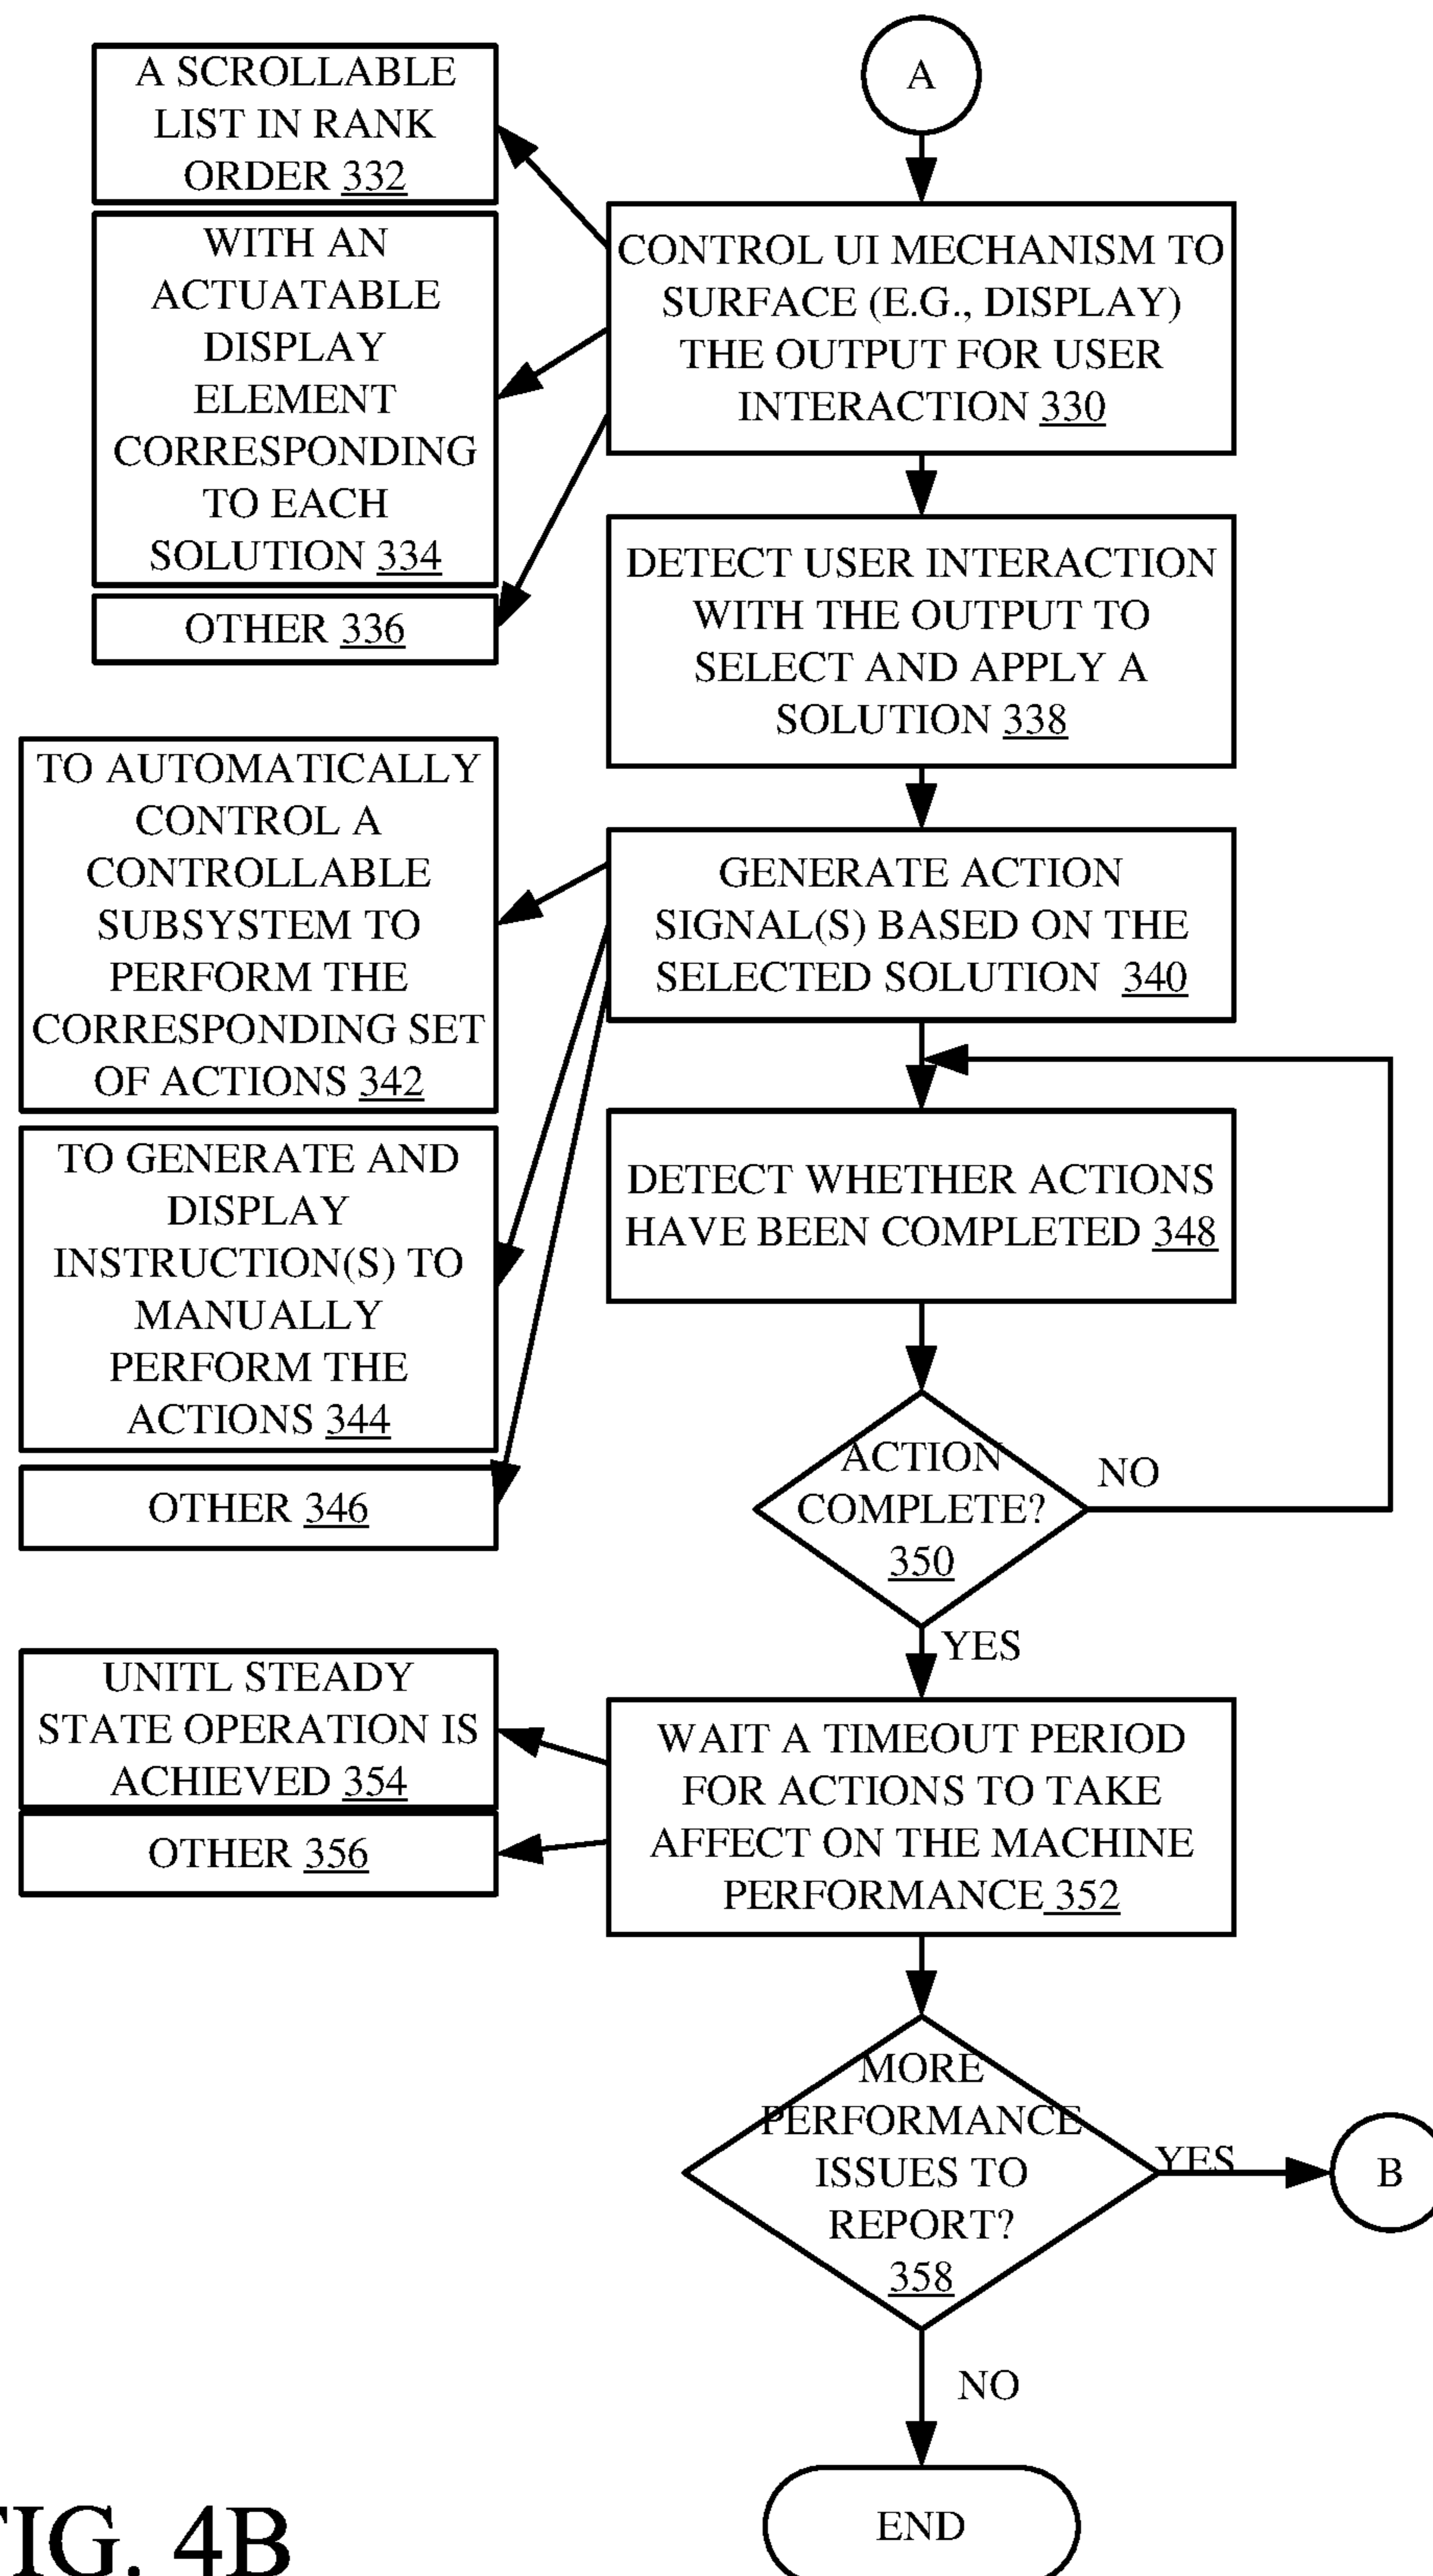 A
A SCROLLABLE
LIST IN RANK
ORDER 332
WITH AN
ACTUATABLE
DISPLAY
ELEMENT
CORRESPONDING
TO EACH
SOLUTION 334
OTHER 336
CONTROL UI MECHANISM TO
SURFACE (E.G., DISPLAY)
THE OUTPUT FOR USER
INTERACTION 330
DETECT USER INTERACTION
WITH THE OUTPUT TO
SELECT AND APPLY A
SOLUTION 338
TO AUTOMATICALLY
CONTROL A
CONTROLLABLE
SUBSYSTEM TO
PERFORM THE
CORRESPONDING SET
OF ACTIONS 342
GENERATE ACTION
SIGNAL(S) BASED ON THE
SELECTED SOLUTION 340
TO GENERATE AND
DISPLAY
INSTRUCTION(S) TO
MANUALLY
PERFORM THE
ACTIONS 344
OTHER 346
DETECT WHETHER ACTIONS
HAVE BEEN COMPLETED 348
ACTION
COMPLETE?
350
NO
YES
UNITL STEADY
STATE OPERATION IS
ACHIEVED 354
OTHER 356
WAIT A TIMEOUT PERIOD
FOR ACTIONS TO TAKE
AFFECT ON THE MACHINE
PERFORMANCE 352
MORE
PERFORMANCE
ISSUES TO
REPORT?
358
YES
B
NO
END
FIG. 4B